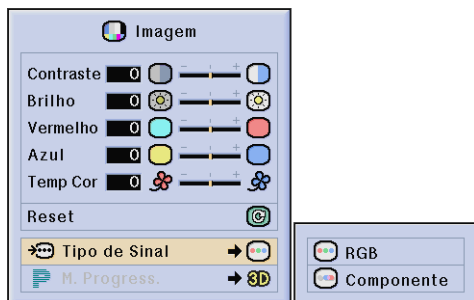 Imagem
Contraste 0 - +
Brilho 0 - +
Vermelho 0 - +
Azul 0 - +
Temp Cor 0 - +
Reset
Tipo de Sinal
P M. Progress. 3D
RGB
Componente